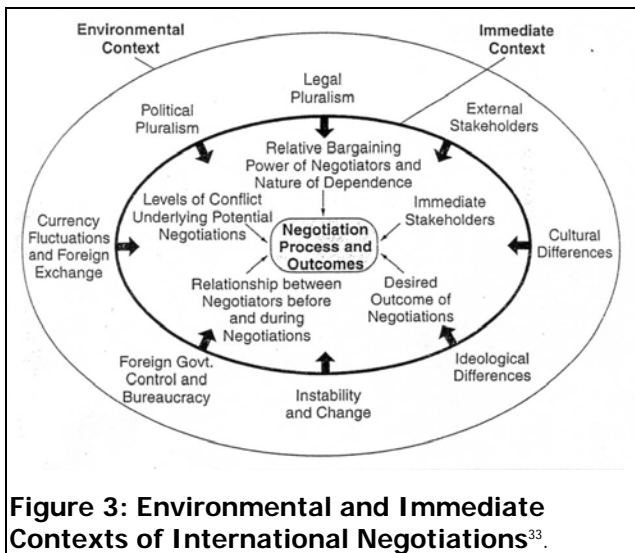 Environmental
Context
Immediate
Context
Legal
Pluralism
Political
Pluralism
External
Stakeholders
Relative Bargaining
Power of Negotiators and
Nature of Dependence
Levels of Conflict
Underlying Potential
Negotiations
Immediate
Stakeholders
Currency
Fluctuations
and Foreign
Exchange
Negotiation
Process and
Outcomes
Cultural
Differences
Relationship between
Negotiators before
and during
Negotiations
Desired
Outcome of
Negotiations
Foreign Govt.
Control and
Bureaucracy
Instability
and Change
Ideological
Differences
Figure 3: Environmental and Immediate
Contexts of International Negotiations³³.